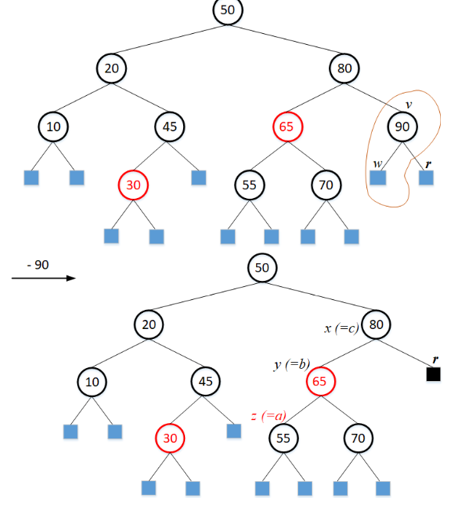 50
20 80
v
10 45 65 90
w r
30 55 70
- 90
50
20 x (=c) 80
r
y (=b)
10 45 65
z (=a)
30 55 70